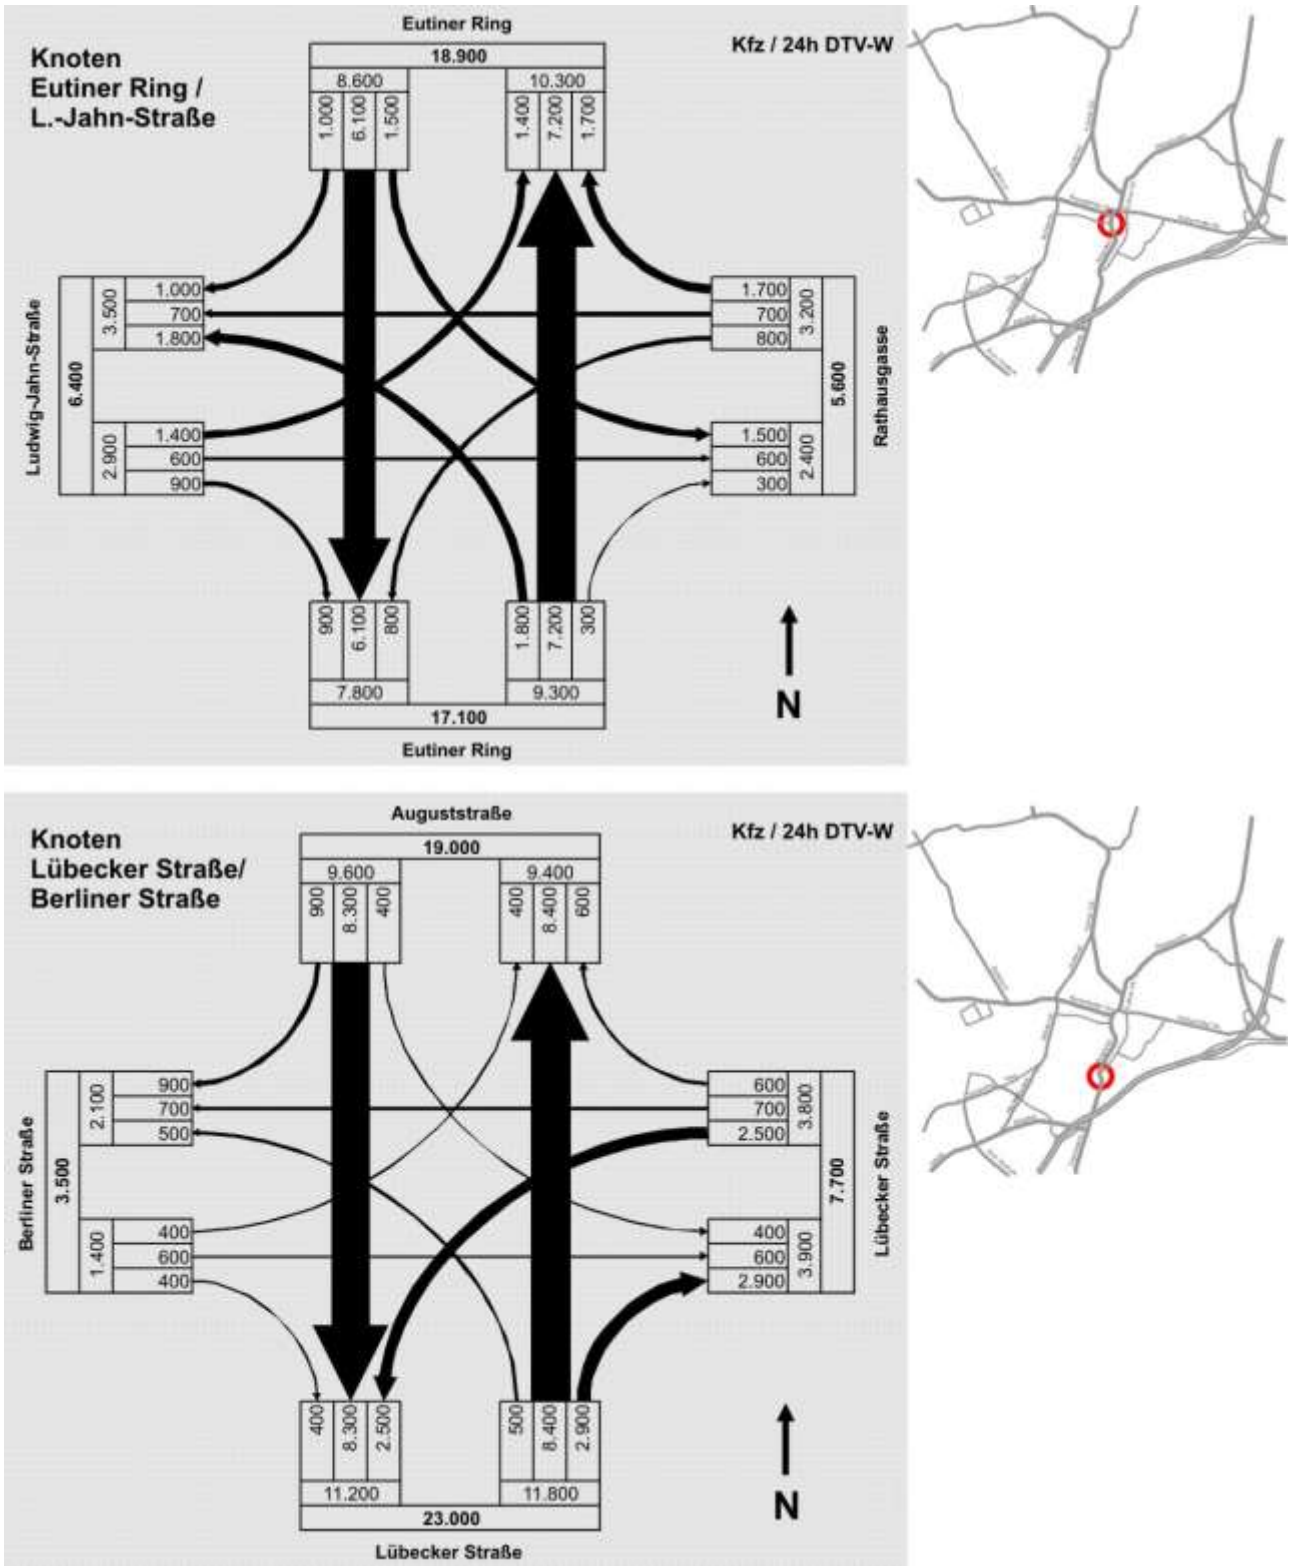 Eutiner Ring
Kfz / 24h DTV-W
Knoten
Eutiner Ring /
L.-Jahn-Straße
18.900
8.600 10.300
1.000 6.100 1.500 1.400 7.200 1.700
Ludwig-Jahn-Straße
6.400
3.500
1.000
700
1.800
2.900
1.400
600
900
1.700
700
800
3.200
5.600
Rathausgasse
1.500
600
300
2.400
900 6.100 800 1.800 7.200 300
7.800 9.300
17.100
Eutiner Ring
N
Auguststraße
Kfz / 24h DTV-W
Knoten
Lübecker Straße/
Berliner Straße
19.000
9.600 9.400
900 8.300 400 400 8.400 600
Berliner Straße
3.500
2.100
900
700
500
1.400
400
600
400
600
700
2.500
3.800
7.700
Lübecker Straße
400
600
2.900
3.900
400 8.300 2.500 500 8.400 2.900
11.200 11.800
23.000
Lübecker Straße
N